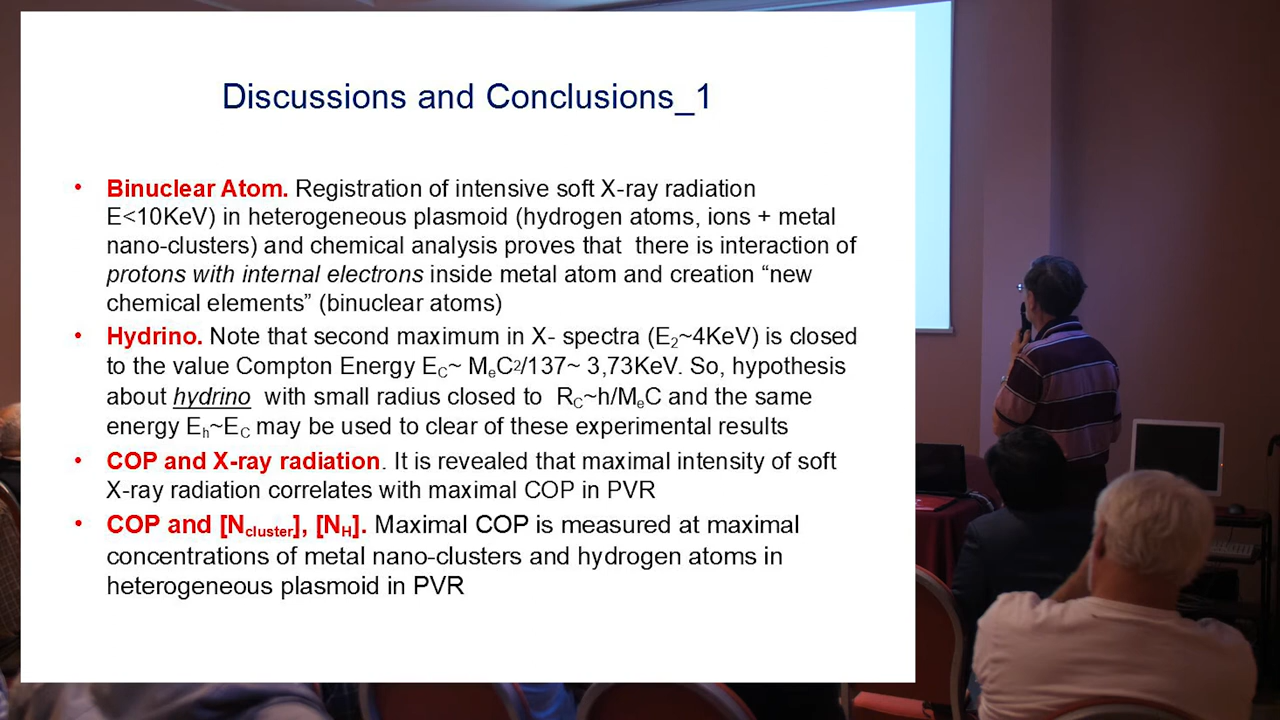 Discussions and Conclusions_1
• Binuclear Atom. Registration of intensive soft X-ray radiation
E<10KeV) in heterogeneous plasmoid (hydrogen atoms, ions + metal
nano-clusters) and chemical analysis proves that there is interaction of
protons with internal electrons inside metal atom and creation “new
chemical elements” (binuclear atoms)
• Hydrino. Note that second maximum in X- spectra (E2~4KeV) is closed
to the value Compton Energy EC~ MeC2/137~ 3,73KeV. So, hypothesis
about hydrino with small radius closed to RC~h/MeC and the same
energy Eh~EC may be used to clear of these experimental results
• COP and X-ray radiation. It is revealed that maximal intensity of soft
X-ray radiation correlates with maximal COP in PVR
• COP and [Ncluster], [NH]. Maximal COP is measured at maximal
concentrations of metal nano-clusters and hydrogen atoms in
heterogeneous plasmoid in PVR